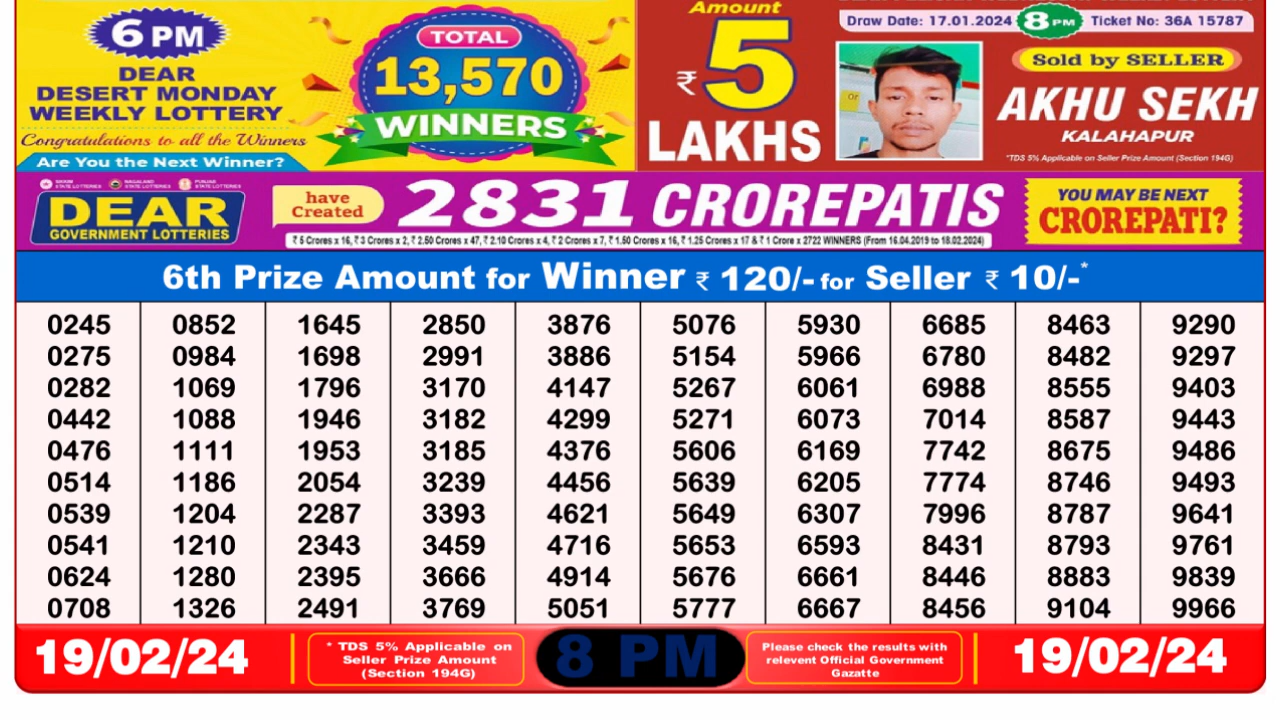 6 PM
DEAR
DESERT MONDAY
WEEKLY LOTTERY
Congratulations to all the Winners
Are You the Next Winner?
TOTAL
13,570
WINNERS
Amount
₹ 5
LAKHS
Draw Date: 17.01.2024 8 PM Ticket No: 36A 15787
Sold by SELLER
AKHU SEKH
KALAHAPUR
*TDS 5% Applicable on Seller Prize Amount (Section 194G)
or
SIKKIM STATE LOTTERIES NAGALAND STATE LOTTERIES PUNJAB STATE LOTTERIES
DEAR
GOVERNMENT LOTTERIES
have Created 2831 CROREPATIS
₹ 5 Crores x 16, ₹ 3 Crores x 2, ₹ 2.50 Crores x 47, ₹ 2.10 Crores x 4, ₹ 2 Crores x 7, ₹ 1.50 Crores x 16, ₹ 1.25 Crores x 17 & ₹ 1 Crore x 2722 WINNERS (From 16.04.2019 to 18.02.2024)
YOU MAY BE NEXT
CROREPATI?
6th Prize Amount for Winner ₹ 120/- for Seller ₹ 10/-*
0245 0852 1645 2850 3876 5076 5930 6685 8463 9290
0275 0984 1698 2991 3886 5154 5966 6780 8482 9297
0282 1069 1796 3170 4147 5267 6061 6988 8555 9403
0442 1088 1946 3182 4299 5271 6073 7014 8587 9443
0476 1111 1953 3185 4376 5606 6169 7742 8675 9486
0514 1186 2054 3239 4456 5639 6205 7774 8746 9493
0539 1204 2287 3393 4621 5649 6307 7996 8787 9641
0541 1210 2343 3459 4716 5653 6593 8431 8793 9761
0624 1280 2395 3666 4914 5676 6661 8446 8883 9839
0708 1326 2491 3769 5051 5777 6667 8456 9104 9966
19/02/24
* TDS 5% Applicable on
Seller Prize Amount
(Section 194G)
8 PM
Please check the results with
relevent Official Government
Gazatte
19/02/24